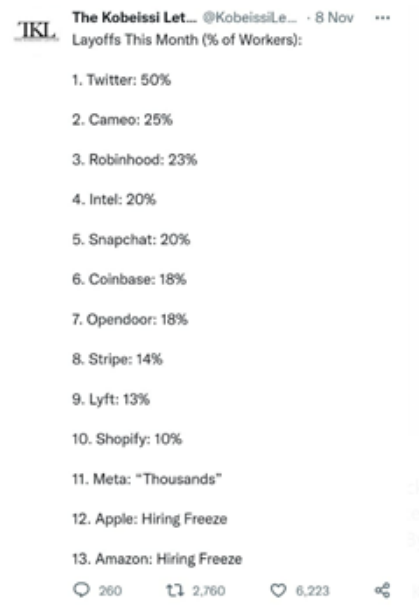 TKL
The Kobeissi Let... @KobeissiLe... · 8 Nov
Layoffs This Month (% of Workers):
1. Twitter: 50%
2. Cameo: 25%
3. Robinhood: 23%
4. Intel: 20%
5. Snapchat: 20%
6. Coinbase: 18%
7. Opendoor: 18%
8. Stripe: 14%
9. Lyft: 13%
10. Shopify: 10%
11. Meta: “Thousands”
12. Apple: Hiring Freeze
13. Amazon: Hiring Freeze
260 2,760 6,223